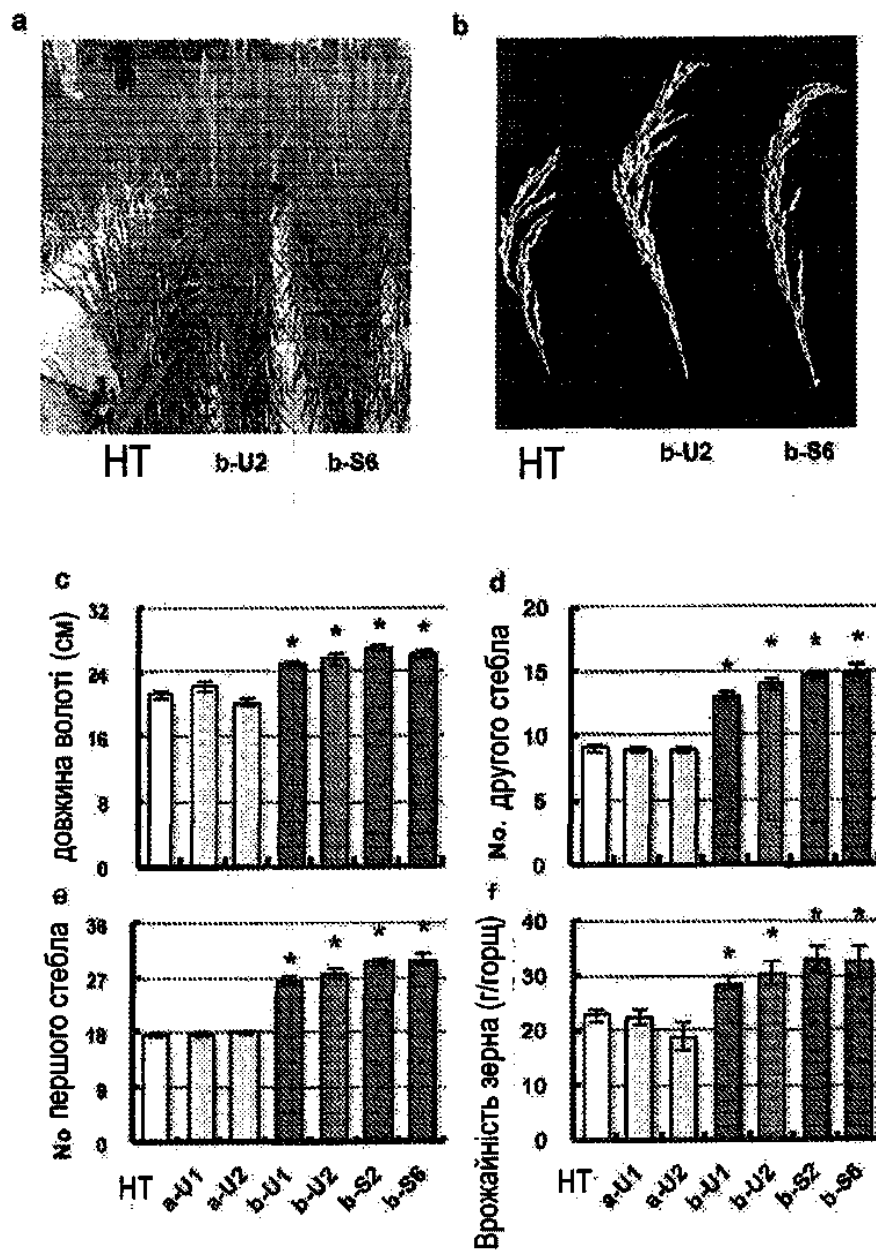 a
b
HT b-U2 b-S6
HT b-U2 b-S6
c
довжина волоті (см)
32
24
16
8
0
* * * *
d
No. другого стебла
20
15
10
5
0
* * * *
e
No першого стебла
36
27
18
9
0
* * * *
HT a-U1 a-U2 b-U1 b-U2 b-S2 b-S6
f
Врожайність зерна (г/горщ)
40
30
20
10
0
* * * *
HT a-U1 a-U2 b-U1 b-U2 b-S2 b-S6